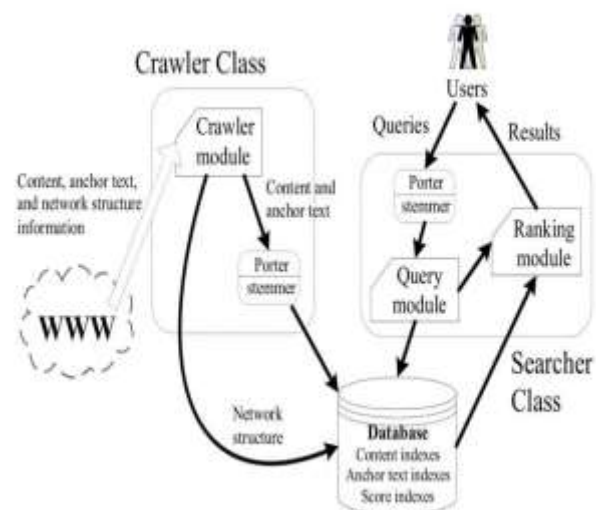 Crawler Class
Crawler
module
Content, anchor text,
and network structure
information
Content and
anchor text
Porter
stemmer
WWW
Network
structure
Users
Queries
Results
Porter
stemmer
Query
module
Ranking
module
Searcher
Class
Database
Content indexes
Anchor text indexes
Score indexes